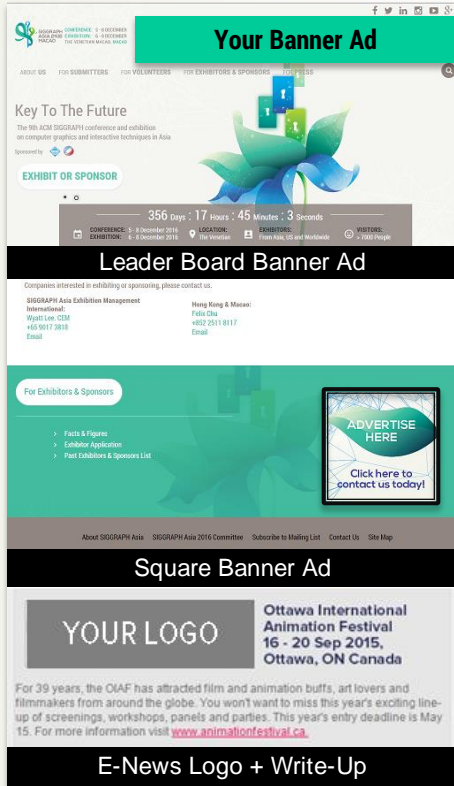 Your Banner Ad
SIGGRAPH ASIA 2016 MACAO
CONFERENCE 5 - 8 DECEMBER
EXHIBITION 6 - 8 DECEMBER
THE VENETIAN MACAO, MACAO
ABOUT US FOR SUBMITTERS FOR VOLUNTEERS FOR EXHIBITORS & SPONSORS FOR PRESS
Key To The Future
The 9th ACM SIGGRAPH conference and exhibition
on computer graphics and interactive techniques in Asia
Sponsored by
EXHIBIT OR SPONSOR
356 Days : 17 Hours : 45 Minutes : 3 Seconds
CONFERENCE: 5 - 8 December 2016
EXHIBITION: 6 - 8 December 2016
LOCATION:
The Venetian
EXHIBITORS:
From Asia, US and Worldwide
VISITORS:
> 7000 People
Leader Board Banner Ad
Companies interested in exhibiting or sponsoring, please contact us.
SIGGRAPH Asia Exhibition Management
International:
Wyatt Lee. CEM
+65 9017 3818
Email
Hong Kong & Macao:
Felix Chu
+852 2511 8117
Email
For Exhibitors & Sponsors
> Facts & Figures
> Exhibitor Application
> Past Exhibitors & Sponsors List
ADVERTISE
HERE
Click here to
contact us today!
About SIGGRAPH Asia SIGGRAPH Asia 2016 Committee Subscribe to Mailing List Contact Us Site Map
Square Banner Ad
YOUR LOGO
Ottawa International
Animation Festival
16 - 20 Sep 2015,
Ottawa, ON Canada
For 39 years, the OIAF has attracted film and animation buffs, art lovers and
filmmakers from around the globe. You won't want to miss this year's exciting line-
up of screenings, workshops, panels and parties. This year's entry deadline is May
15. For more information visit www.animationfestival.ca.
E-News Logo + Write-Up